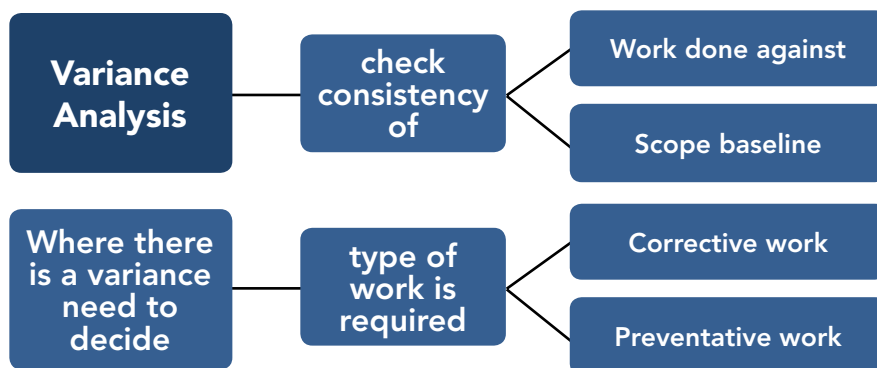 Variance
Analysis
check
consistency
of
Work done against
Scope baseline
Where there
is a variance
need to
decide
type of
work is
required
Corrective work
Preventative work